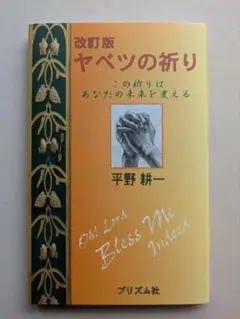 改訂版
ヤベツの祈り
この祈りは
あなたの未来を変える
平野 耕一
Oh! Lord
Bless Me
Indeed
プリズム社